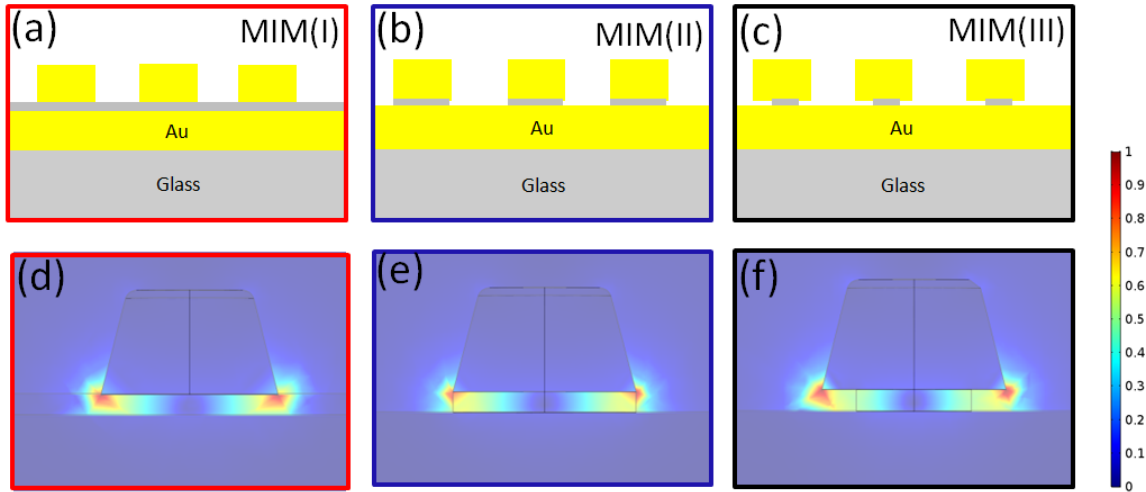 (a) MIM(I)
Au
Glass
(b) MIM(II)
Au
Glass
(c) MIM(III)
Au
Glass
(d)
(e)
(f)
1
0.9
0.8
0.7
0.6
0.5
0.4
0.3
0.2
0.1
0